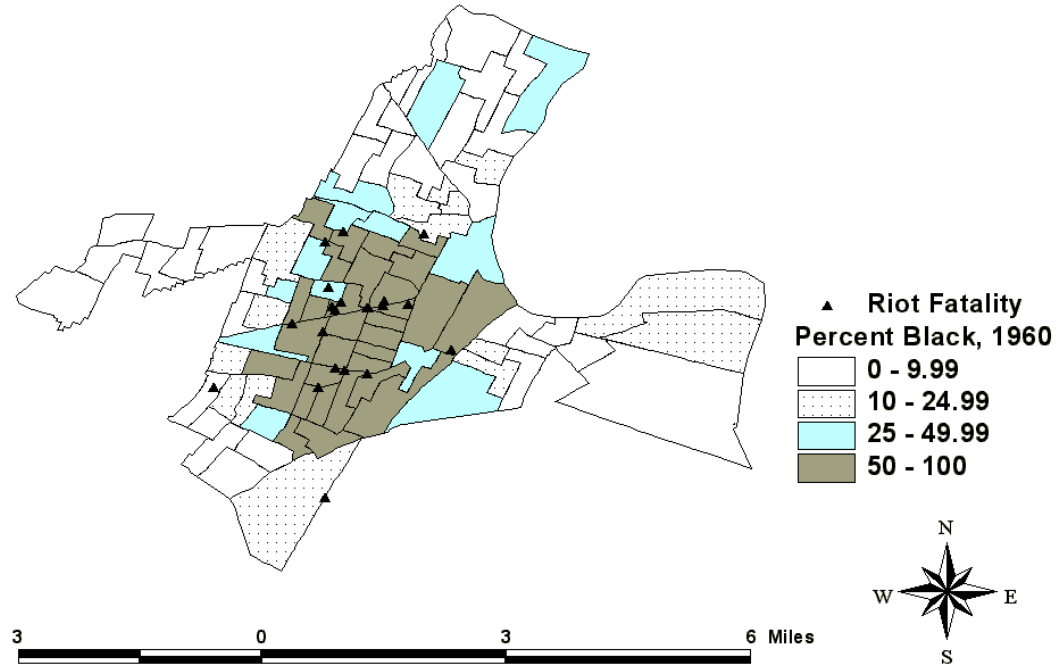 Riot Fatality
Percent Black, 1960
0 - 9.99
10 - 24.99
25 - 49.99
50 - 100
N
W E
S
3 0 3 6 Miles